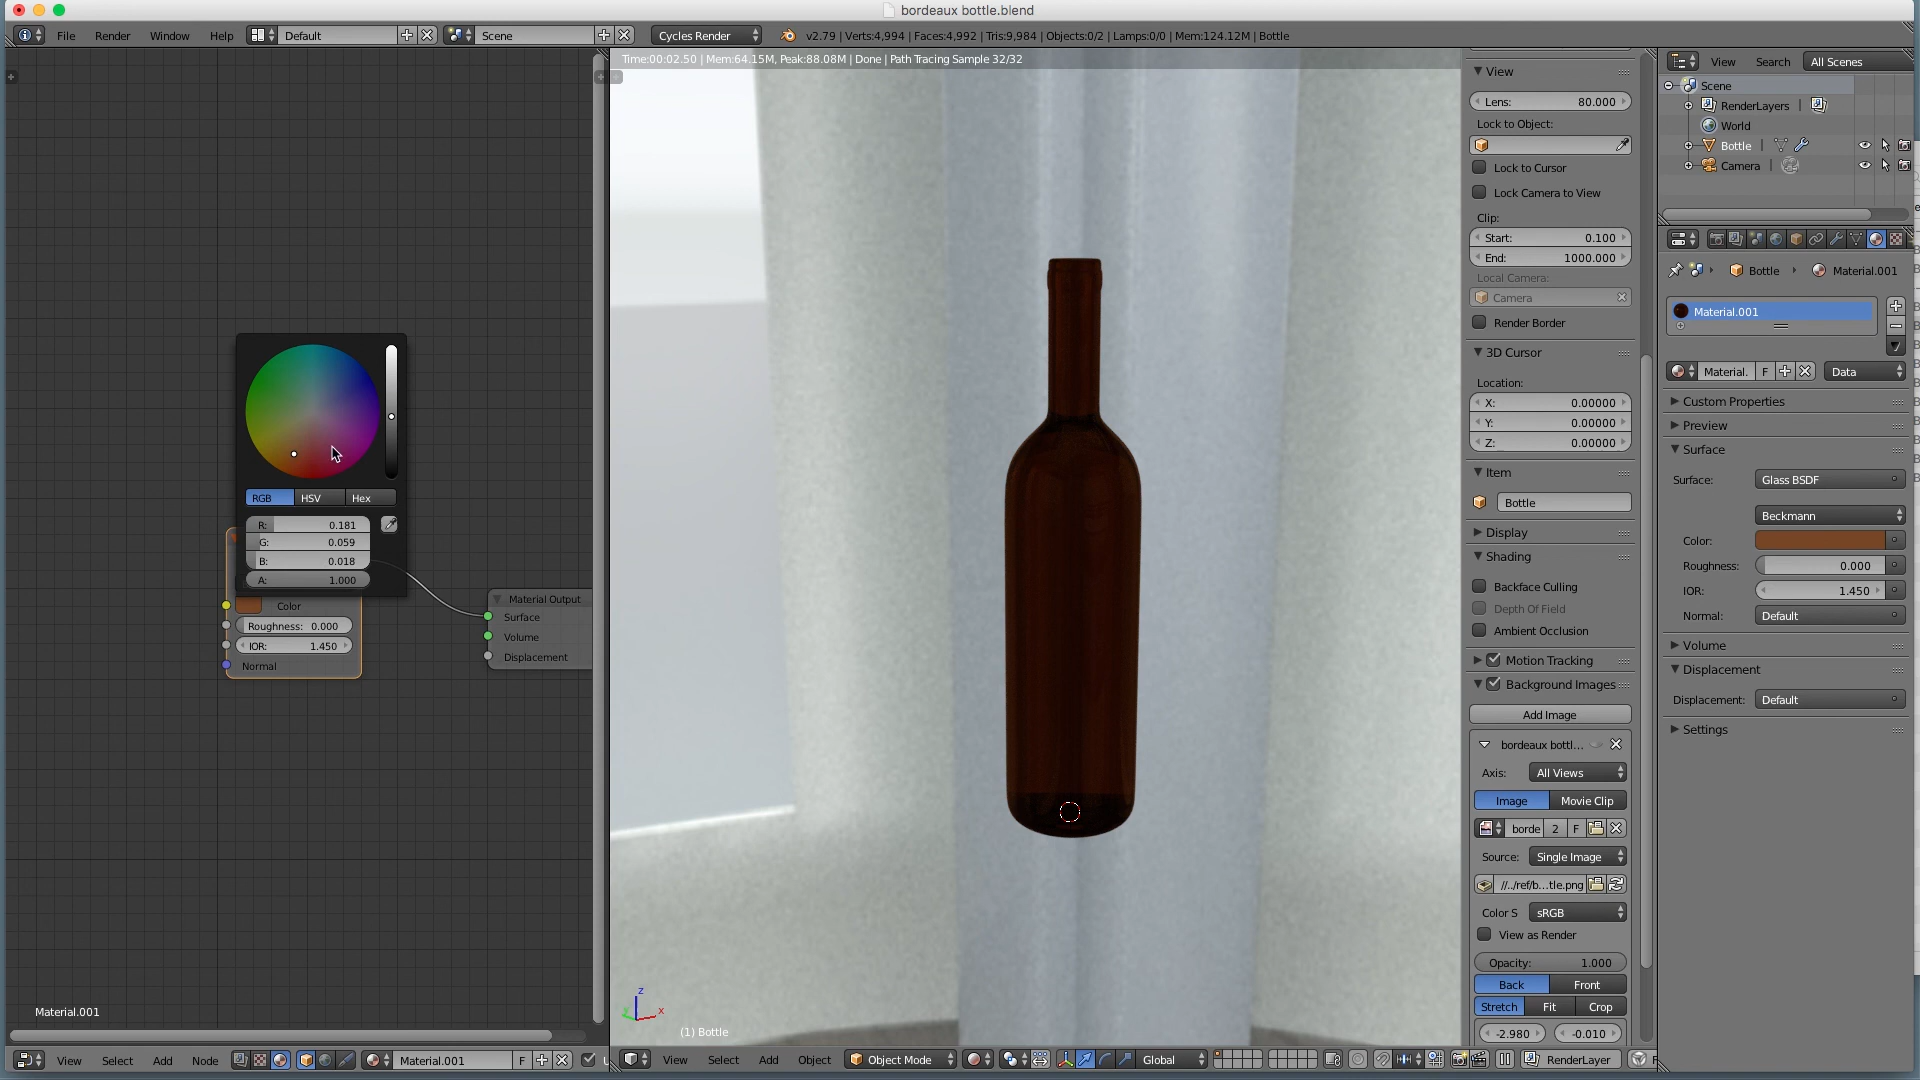 bordeaux bottle.blend
File Render Window Help Default Scene Cycles Render v2.79 | Verts:4,994 | Faces:4,992 | Tris:9,984 | Objects:0/2 | Lamps:0/0 | Mem:124.12M | Bottle
Time:00:02.50 | Mem:64.15M, Peak:88.08M | Done | Path Tracing Sample 32/32
RGB HSV Hex
R: 0.181
G: 0.059
B: 0.018
A: 1.000
Color
Roughness: 0.000
IOR: 1.450
Normal
Material Output
Surface
Volume
Displacement
Material.001
View Select Add Node Material.001 F
(1) Bottle
z
x
View Select Add Object Object Mode Global RenderLayer
View
Lens: 80.000
Lock to Object:
Lock to Cursor
Lock Camera to View
Clip:
Start: 0.100
End: 1000.000
Local Camera:
Camera
Render Border
3D Cursor
Location:
X: 0.00000
Y: 0.00000
Z: 0.00000
Item
Bottle
Display
Shading
Backface Culling
Depth Of Field
Ambient Occlusion
Motion Tracking
Background Images
Add Image
bordeaux bottl...
Axis: All Views
Image Movie Clip
borde 2 F
Source: Single Image
//../ref/b...tle.png
Color S sRGB
View as Render
Opacity: 1.000
Back Front
Stretch Fit Crop
-2.980 -0.010
View Search All Scenes
Scene
RenderLayers |
World
Bottle |
Camera |
Bottle Material.001
Material.001
Material. F Data
Custom Properties
Preview
Surface
Surface: Glass BSDF
Beckmann
Color:
Roughness: 0.000
IOR: 1.450
Normal: Default
Volume
Displacement
Displacement: Default
Settings